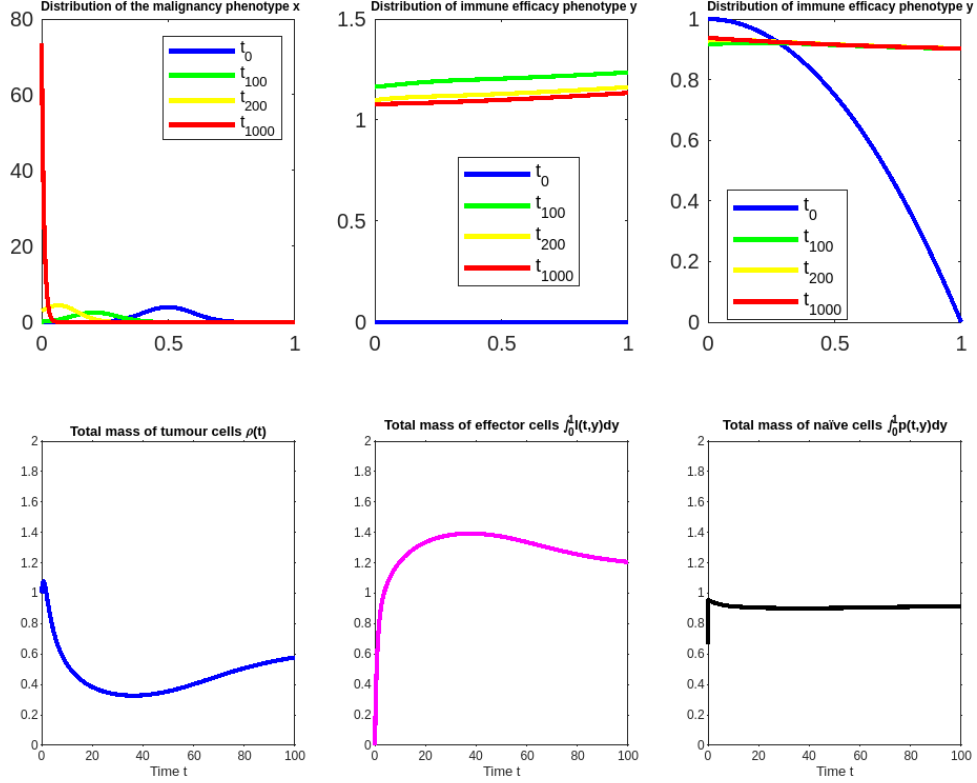 Distribution of the malignancy phenotype x
80
60
40
20
0
0
0.5
1
t0
t100
t200
t1000
Distribution of immune efficacy phenotype y
1.5
1
0.5
0
0
0.5
1
t0
t100
t200
t1000
Distribution of immune efficacy phenotype y
1
0.8
0.6
0.4
0.2
0
0
0.5
1
t0
t100
t200
t1000
Total mass of tumour cells ρ(t)
2
1.8
1.6
1.4
1.2
1
0.8
0.6
0.4
0.2
0
0 20 40 60 80 100
Time t
Total mass of effector cells ∫01l(t,y)dy
2
1.8
1.6
1.4
1.2
1
0.8
0.6
0.4
0.2
0
0 20 40 60 80 100
Time t
Total mass of naïve cells ∫01p(t,y)dy
2
1.8
1.6
1.4
1.2
1
0.8
0.6
0.4
0.2
0
0 20 40 60 80 100
Time t